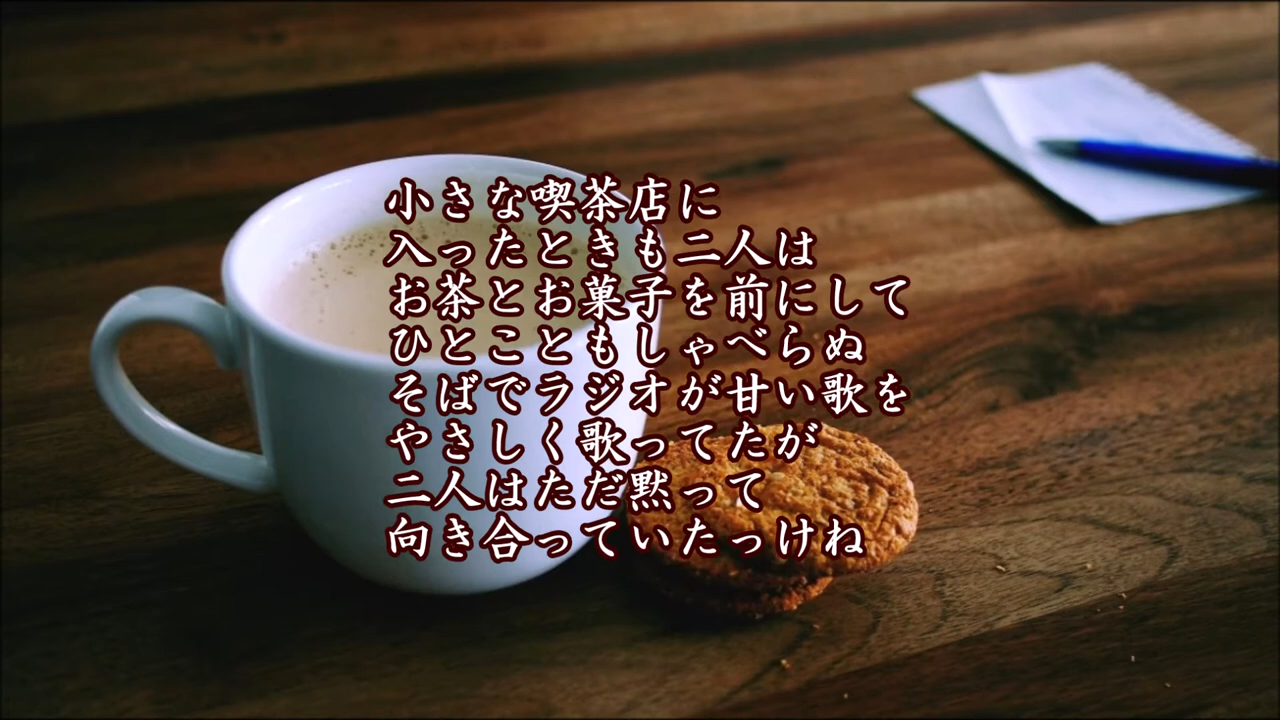 小さな喫茶店に
入ったときも二人は
お茶とお菓子を前にして
ひとこともしゃべらぬ
そばでラジオが甘い歌を
やさしく歌ってたが
二人はただ黙って
向き合っていたっけね